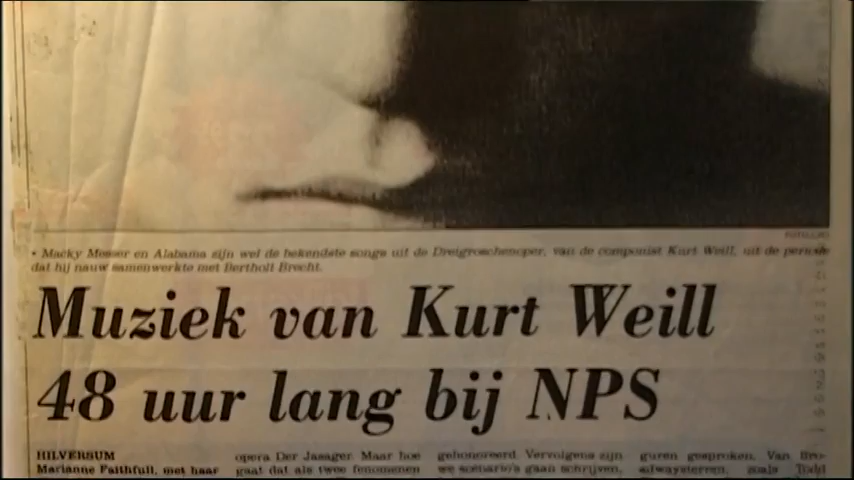 • Macky Messer en Alabama zijn wel de bekendste songs uit de Dreigroschenoper, van de componist Kurt Weill, uit de periode
dat hij nauw samenwerkte met Bertholt Brecht.
Muziek van Kurt Weill
48 uur lang bij NPS
HILVERSUM
Marianne Faithfull, met haar
opera Der Jasager. Maar hoe
gaat dat als twee fenomenen
gehonoreerd. Vervolgens zijn
we scenario's gaan schrijven,
guren gesproken. Van Bro-
adwaysterren, zoals Todd